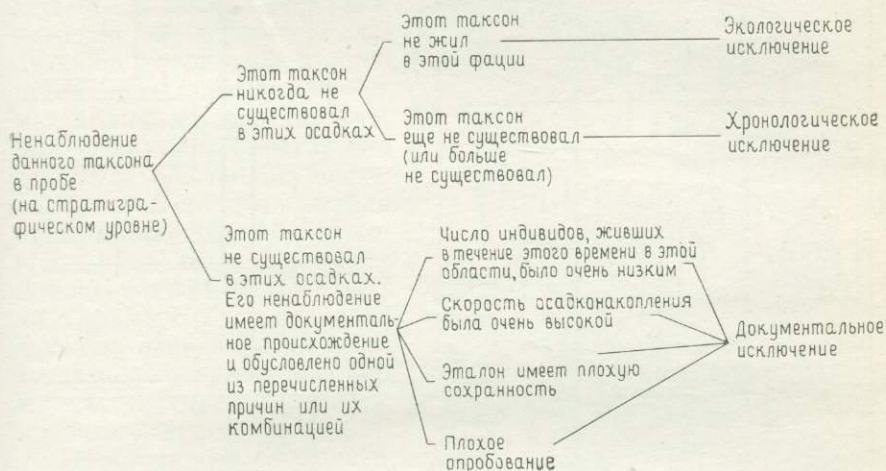 Ненаблюдение
данного таксона
в пробе
(на стратигра-
фическом уровне)
Этот таксон
никогда не
существовал
в этих осадках
Этот таксон
не жил
в этой фации
Экологическое
исключение
Этот таксон
еще не существовал
(или больше
не существовал)
Хронологическое
исключение
Этот таксон
не существовал
в этих осадках.
Его ненаблюдение
имеет документаль-
ное происхождение
и обусловлено одной
из перечисленных
причин или их
комбинацией
Число индивидов, живших
в течение этого времени в этой
области, было очень низким
Скорость осадконакопления
была очень высокой
Эталон имеет плохую
сохранность
Плохое
опробование
Документальное
исключение